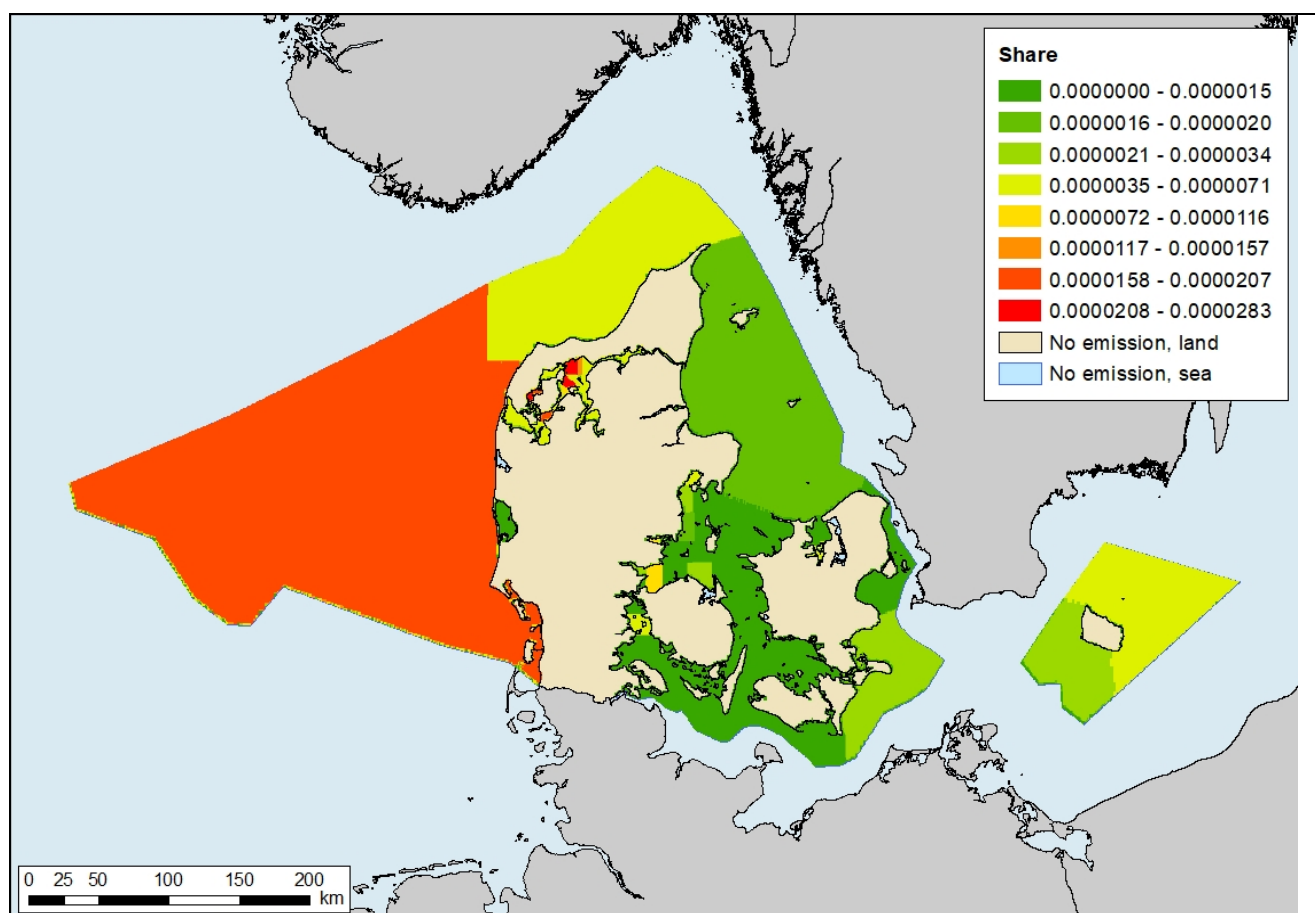 Share
0.0000000 - 0.0000015
0.0000016 - 0.0000020
0.0000021 - 0.0000034
0.0000035 - 0.0000071
0.0000072 - 0.0000116
0.0000117 - 0.0000157
0.0000158 - 0.0000207
0.0000208 - 0.0000283
No emission, land
No emission, sea
0 25 50 100 150 200
km